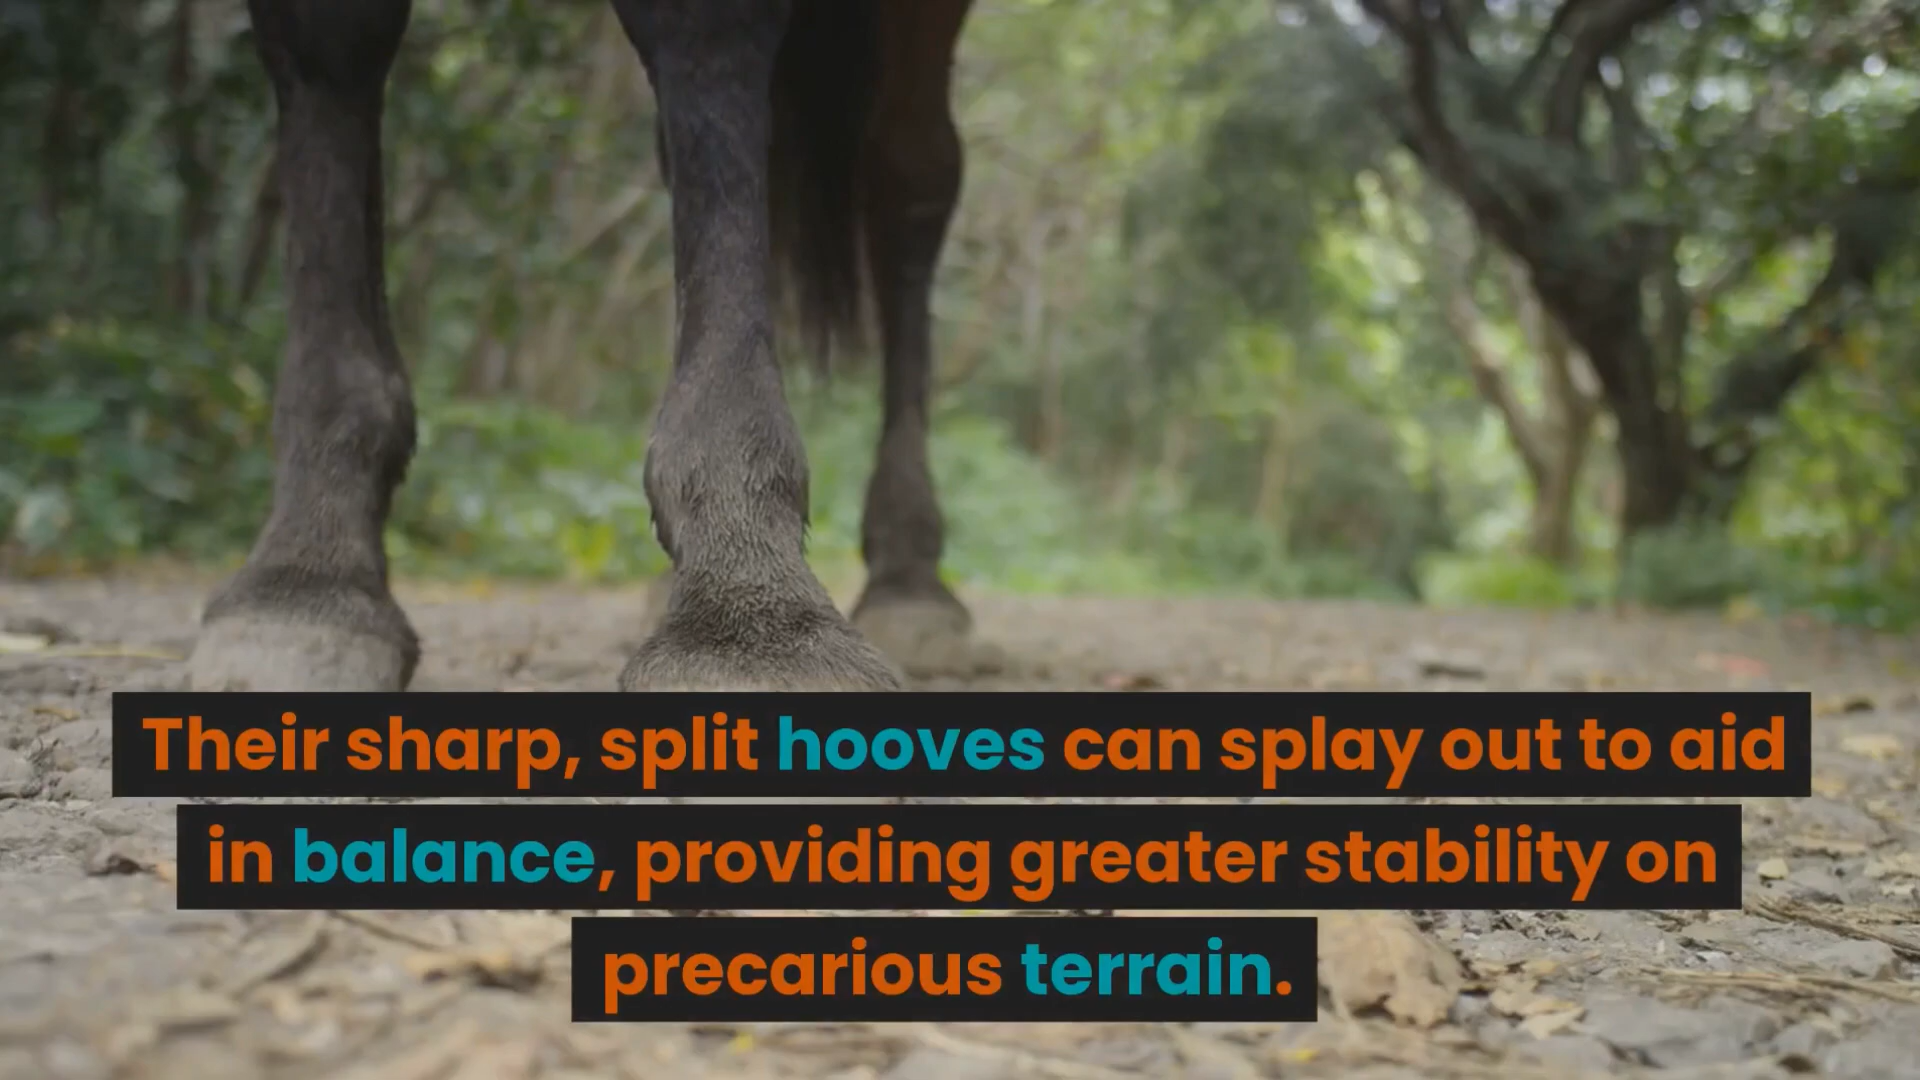 Their sharp, split hooves can splay out to aid
in balance, providing greater stability on
precarious terrain.